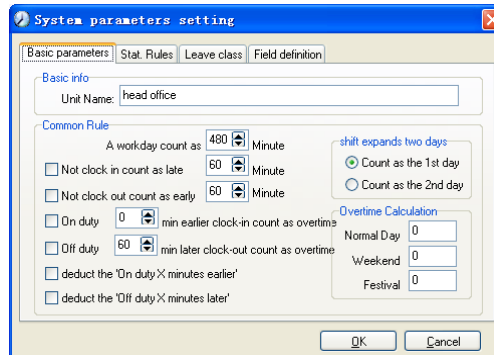 System parameters setting
Basic parameters Stat. Rules Leave class Field definition
Basic info
Unit Name: head office
Common Rule
A workday count as 480 Minute
Not clock in count as late 60 Minute
Not clock out count as early 60 Minute
On duty 0 min earlier clock-in count as overtime
Off duty 60 min later clock-out count as overtime
deduct the 'On duty X minutes earlier'
deduct the 'Off duty X minutes later'
shift expands two days
Count as the 1st day
Count as the 2nd day
Overtime Calculation
Normal Day 0
Weekend 0
Festival 0
OK Cancel